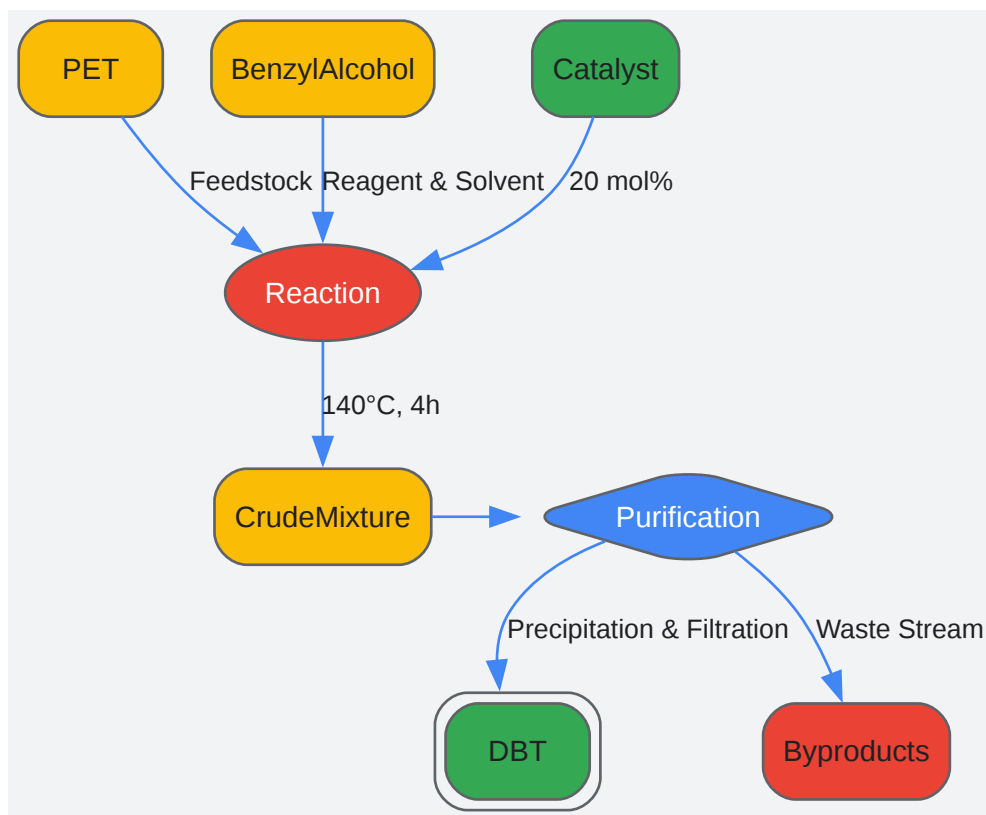 PET
BenzylAlcohol
Catalyst
Feedstock
Reagent & Solvent
20 mol%
Reaction
140°C, 4h
CrudeMixture
Purification
Precipitation & Filtration
Waste Stream
DBT
Byproducts